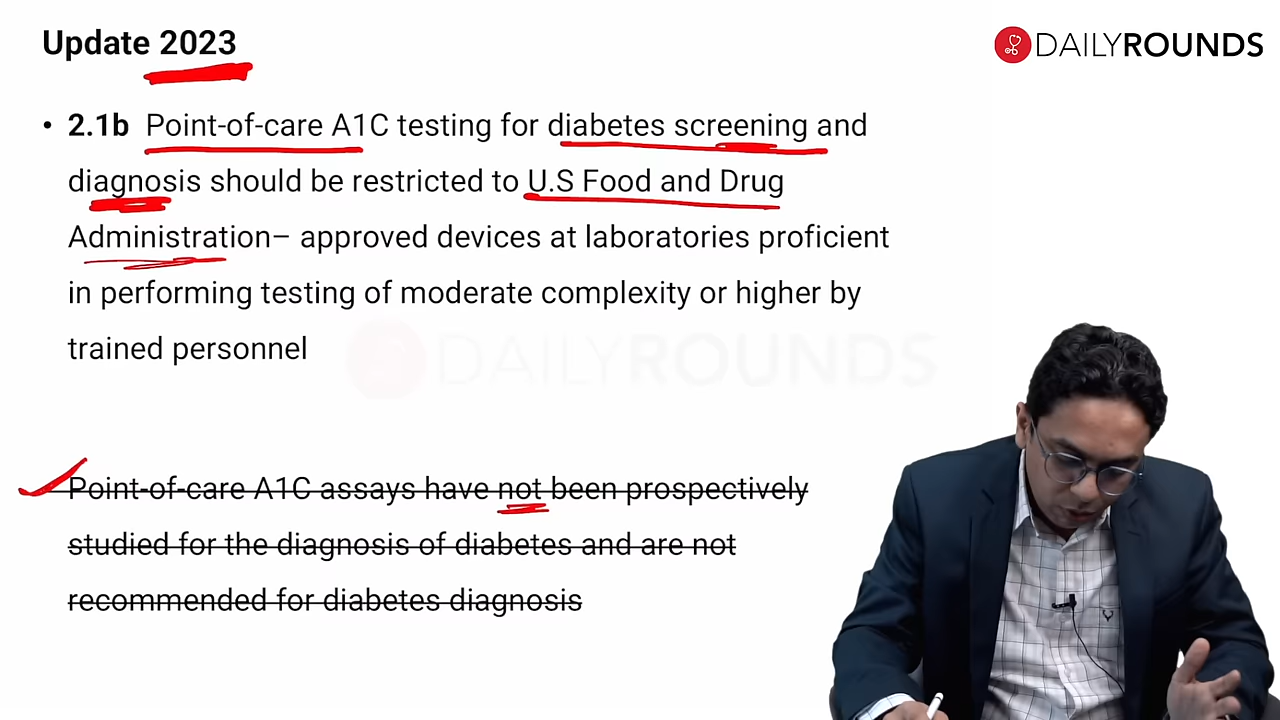 Update 2023
DAILYROUNDS
• 2.1b Point-of-care A1C testing for diabetes screening and
diagnosis should be restricted to U.S Food and Drug
Administration– approved devices at laboratories proficient
in performing testing of moderate complexity or higher by
trained personnel
DAILYROUNDS
Point-of-care A1C assays have not been prospectively
studied for the diagnosis of diabetes and are not
recommended for diabetes diagnosis